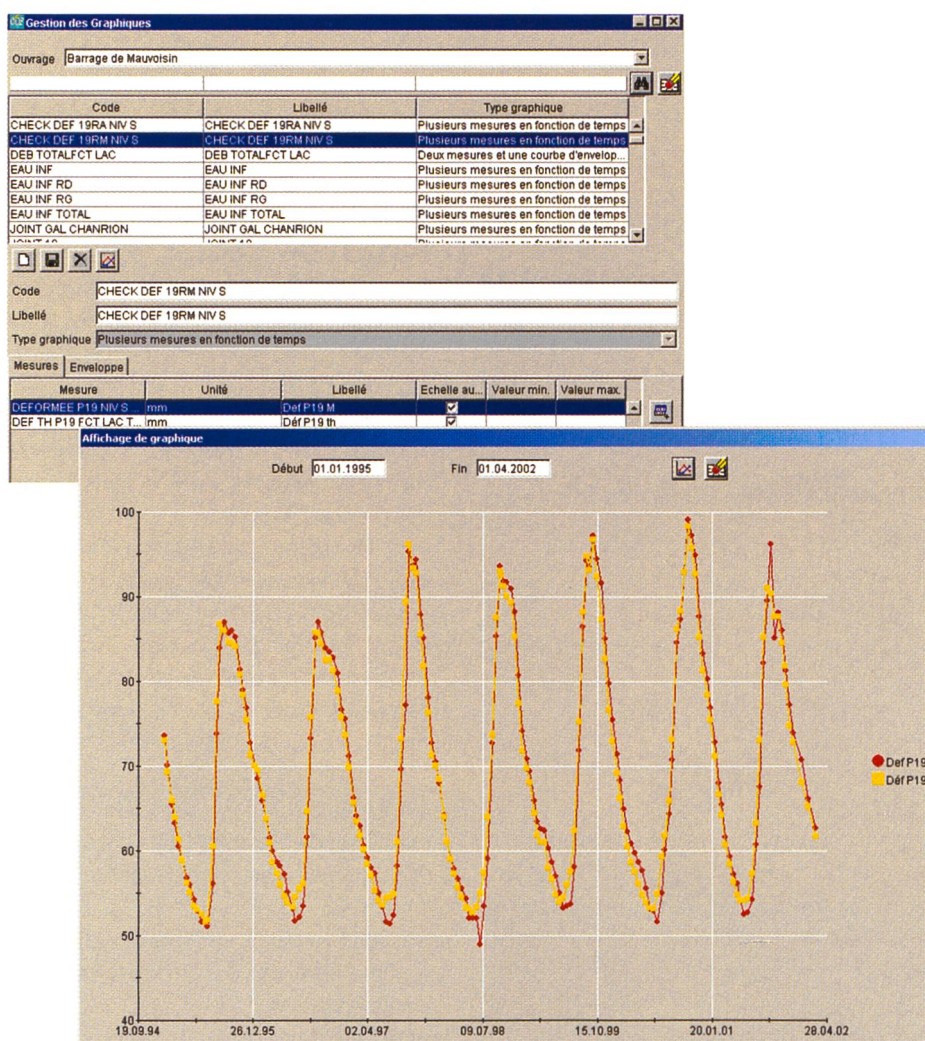 Gestion des Graphiques
Ouvrage Barrage de Mauvoisin
Code Libellé Type graphique
CHECK DEF 19RA NIV S CHECK DEF 19RA NIV S Plusieurs mesures en fonction de temps
CHECK DEF 19RM NIV S CHECK DEF 19RM NIV S Plusieurs mesures en fonction de temps
DEB TOTALFCT LAC DEB TOTALFCT LAC Deux mesures et une courbe d'envelop...
EAU INF EAU INF Plusieurs mesures en fonction de temps
EAU INF RD EAU INF RD Plusieurs mesures en fonction de temps
EAU INF RG EAU INF RG Plusieurs mesures en fonction de temps
EAU INF TOTAL EAU INF TOTAL Plusieurs mesures en fonction de temps
JOINT GAL CHANRION JOINT GAL CHANRION Plusieurs mesures en fonction de temps
Code CHECK DEF 19RM NIV S
Libellé CHECK DEF 19RM NIV S
Type graphique Plusieurs mesures en fonction de temps
Mesures Enveloppe
Mesure Unité Libellé Echelle au... Valeur min. Valeur max.
DEFORMEE P19 NIV S ... mm Def P19 M
DEF TH P19 FCT LAC T... mm Déf P19 th
Affichage de graphique
Début 01.01.1995 Fin 01.04.2002
100
90
80
70
60
50
40
Def P19
Déf P19
19.09.94 26.12.95 02.04.97 09.07.98 15.10.99 20.01.01 28.04.02